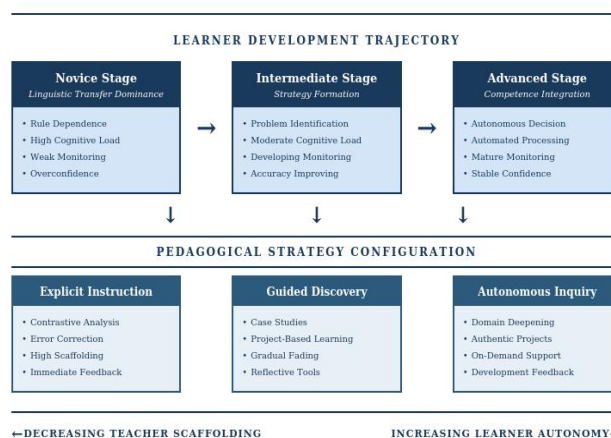 LEARNER DEVELOPMENT TRAJECTORY
Novice Stage
Linguistic Transfer Dominance
• Rule Dependence
• High Cognitive Load
• Weak Monitoring
• Overconfidence
→
Intermediate Stage
Strategy Formation
• Problem Identification
• Moderate Cognitive Load
• Developing Monitoring
• Accuracy Improving
→
Advanced Stage
Competence Integration
• Autonomous Decision
• Automated Processing
• Mature Monitoring
• Stable Confidence
↓ ↓ ↓
PEDAGOGICAL STRATEGY CONFIGURATION
Explicit Instruction
• Contrastive Analysis
• Error Correction
• High Scaffolding
• Immediate Feedback
Guided Discovery
• Case Studies
• Project-Based Learning
• Gradual Fading
• Reflective Tools
Autonomous Inquiry
• Domain Deepening
• Authentic Projects
• On-Demand Support
• Development Feedback
←DECREASING TEACHER SCAFFOLDING
INCREASING LEARNER AUTONOMY